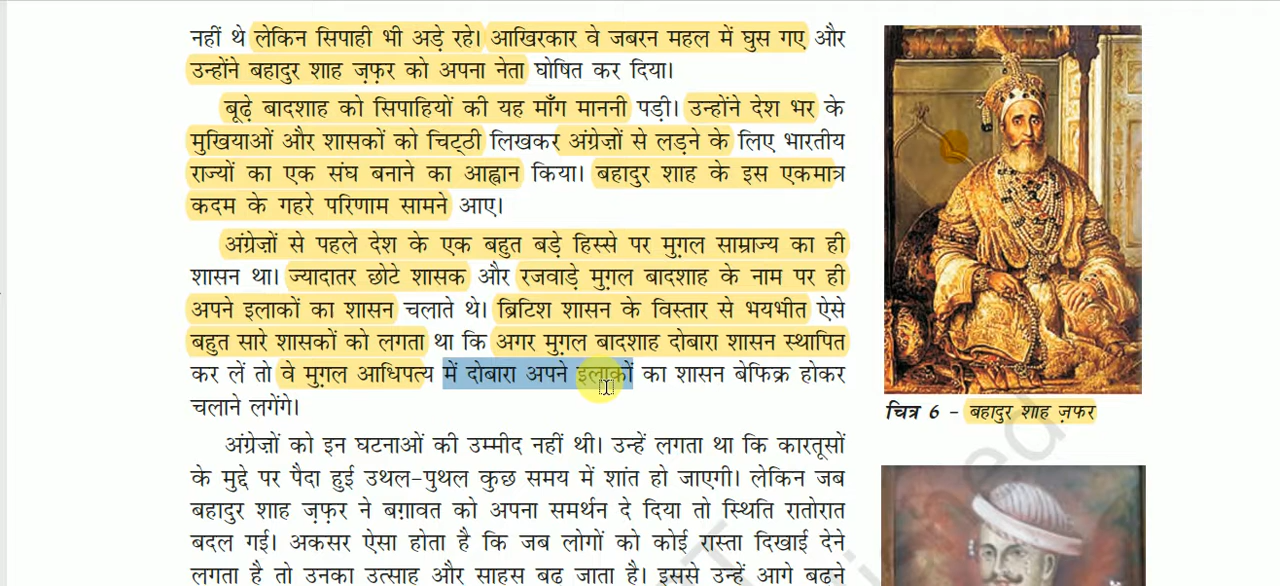 नहीं थे लेकिन सिपाही भी अड़े रहे। आखिरकार वे जबरन महल में घुस गए और
उन्होंने बहादुर शाह ज़फ़र को अपना नेता घोषित कर दिया।
बूढ़े बादशाह को सिपाहियों की यह माँग माननी पड़ी। उन्होंने देश भर के
मुखियाओं और शासकों को चिट्ठी लिखकर अंग्रेज़ों से लड़ने के लिए भारतीय
राज्यों का एक संघ बनाने का आह्वान किया। बहादुर शाह के इस एकमात्र
कदम के गहरे परिणाम सामने आए।
अंग्रेज़ों से पहले देश के एक बहुत बड़े हिस्से पर मुग़ल साम्राज्य का ही
शासन था। ज्यादातर छोटे शासक और रजवाड़े मुग़ल बादशाह के नाम पर ही
अपने इलाकों का शासन चलाते थे। ब्रिटिश शासन के विस्तार से भयभीत ऐसे
बहुत सारे शासकों को लगता था कि अगर मुग़ल बादशाह दोबारा शासन स्थापित
कर लें तो वे मुग़ल आधिपत्य में दोबारा अपने इलाकों का शासन बेफिक्र होकर
चलाने लगेंगे।
चित्र 6 – बहादुर शाह ज़फर
अंग्रेज़ों को इन घटनाओं की उम्मीद नहीं थी। उन्हें लगता था कि कारतूसों
के मुद्दे पर पैदा हुई उथल-पुथल कुछ समय में शांत हो जाएगी। लेकिन जब
बहादुर शाह ज़फ़र ने बग़ावत को अपना समर्थन दे दिया तो स्थिति रातोरात
बदल गई। अकसर ऐसा होता है कि जब लोगों को कोई रास्ता दिखाई देने
लगता है तो उनका उत्साह और साहस बढ़ जाता है। इससे उन्हें आगे बढ़ने